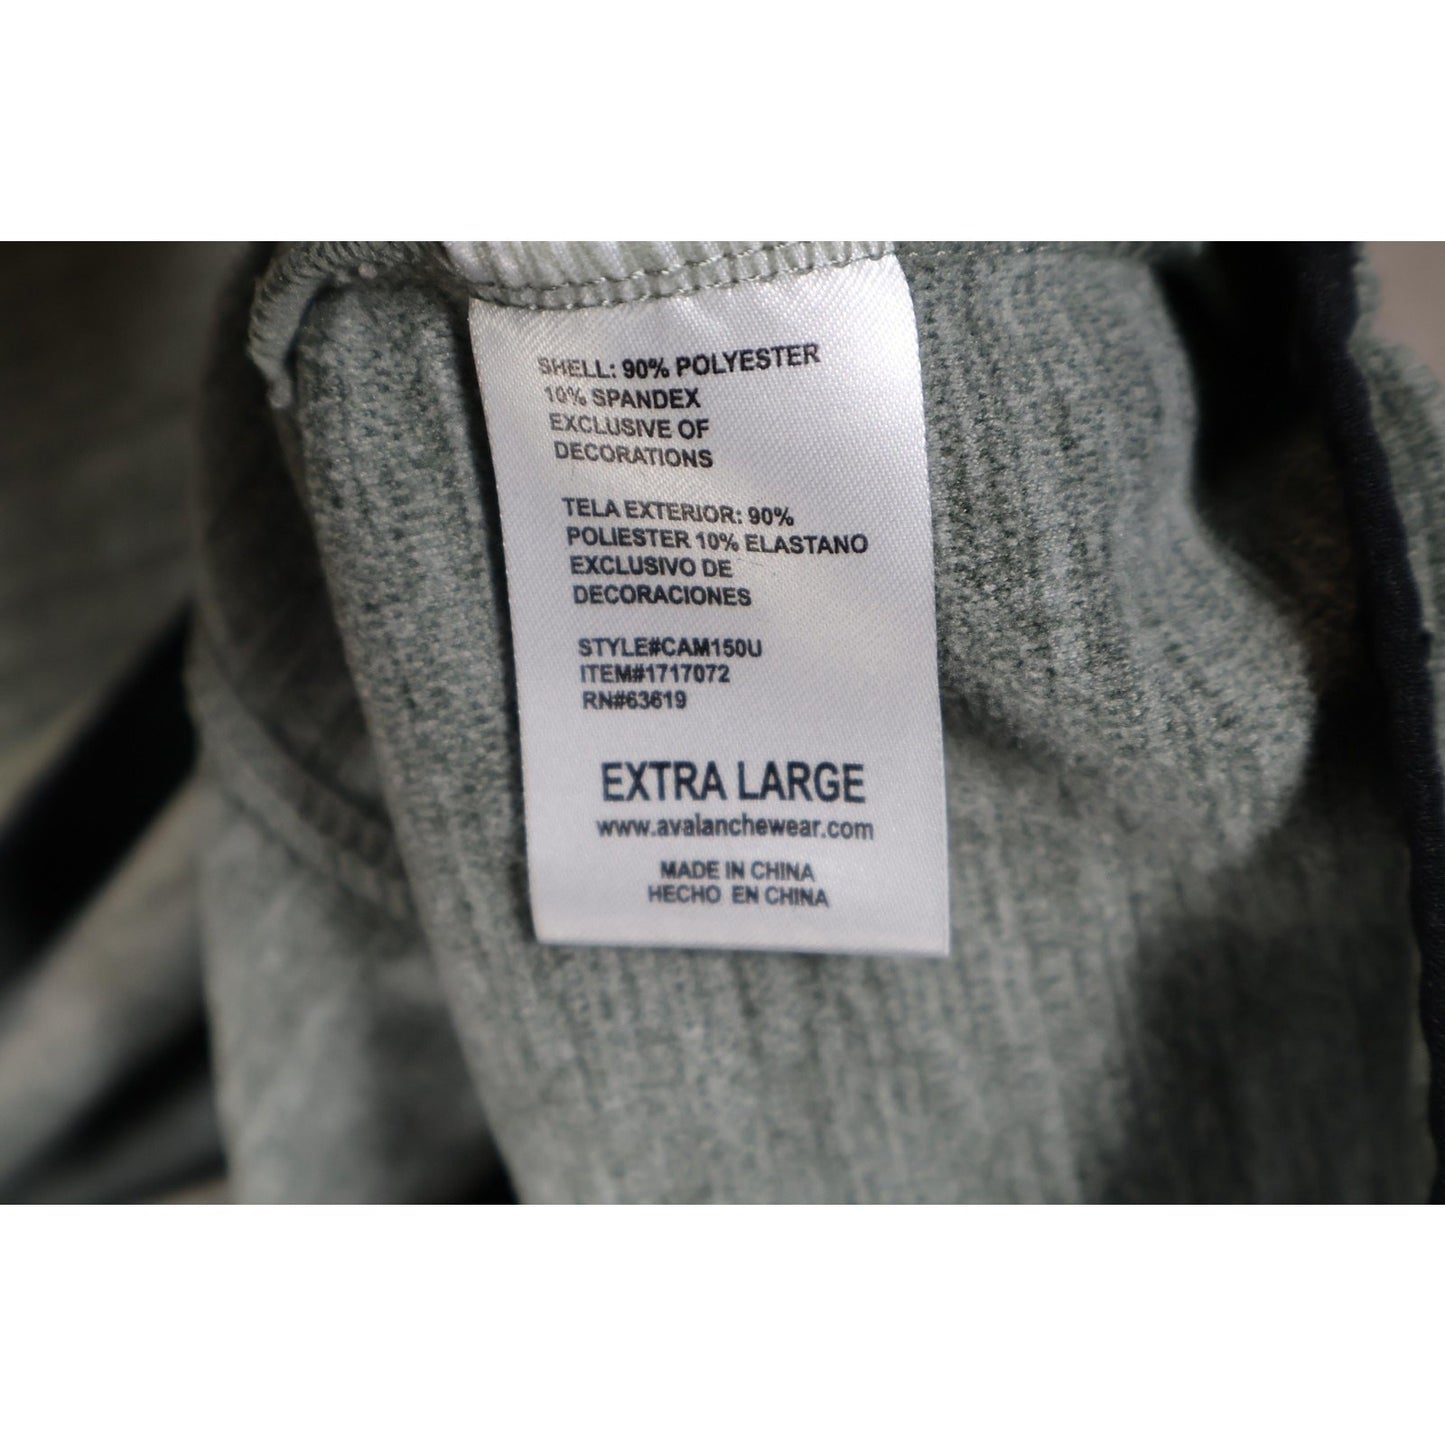 SHELL: 90% POLYESTER
10% SPANDEX
EXCLUSIVE OF
DECORATIONS
TELA EXTERIOR: 90%
POLIESTER 10% ELASTANO
EXCLUSIVO DE
DECORACIONES
STYLE#CAM150U
ITEM#1717072
RN#63619
EXTRA LARGE
www.avalanchewear.com
MADE IN CHINA
HECHO EN CHINA